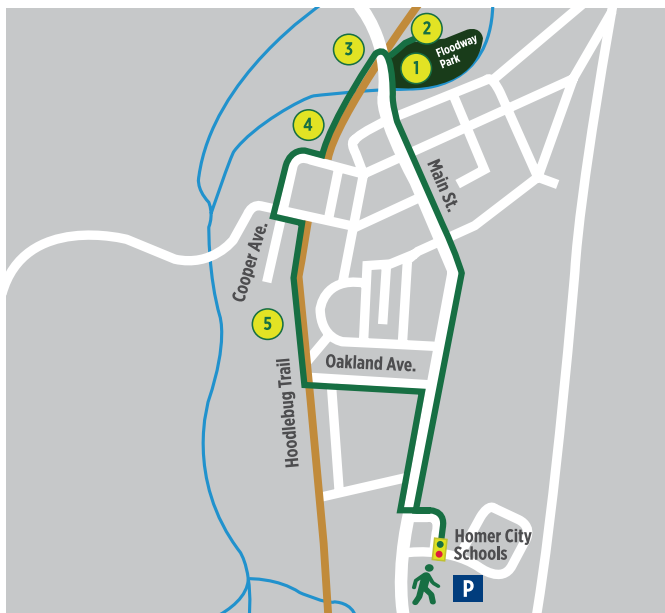 2
3
Floodway
Park
1
4
Main St.
Cooper Ave.
5
Oakland Ave.
Hoodlebug Trail
Homer City
Schools
P